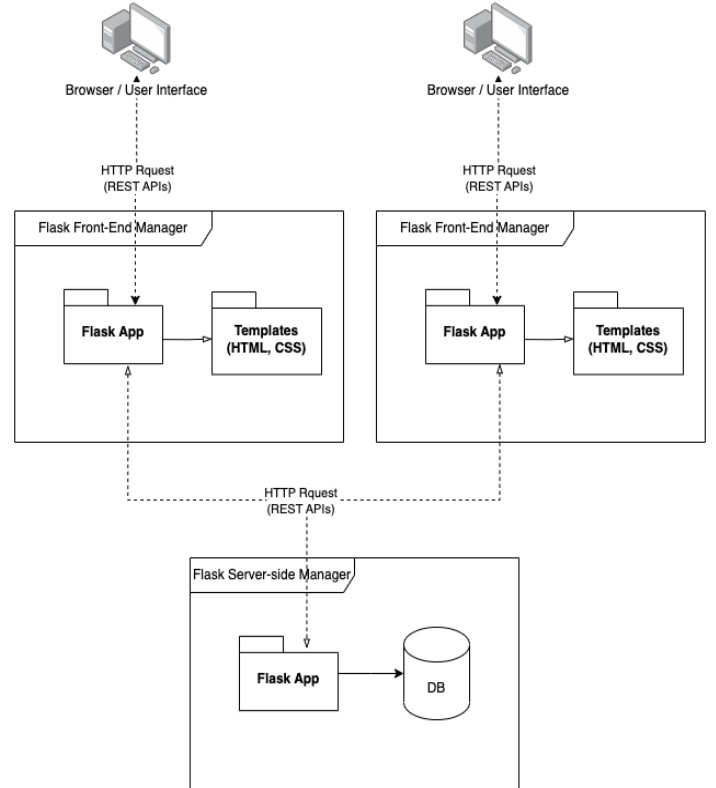 Browser / User Interface
Browser / User Interface
HTTP Rquest
(REST APIs)
HTTP Rquest
(REST APIs)
Flask Front-End Manager
Flask Front-End Manager
Flask App
Templates
(HTML, CSS)
Flask App
Templates
(HTML, CSS)
HTTP Rquest
(REST APIs)
Flask Server-side Manager
Flask App
DB